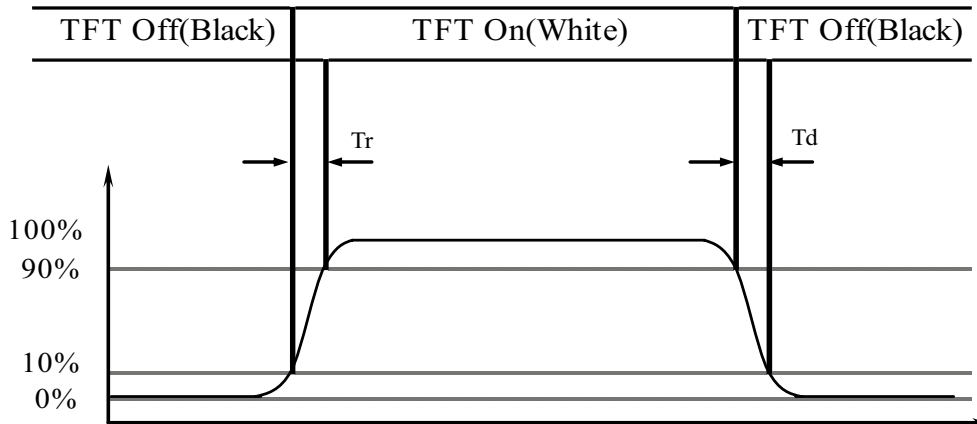 TFT Off(Black) TFT On(White) TFT Off(Black)
Tr Td
100%
90%
10%
0%